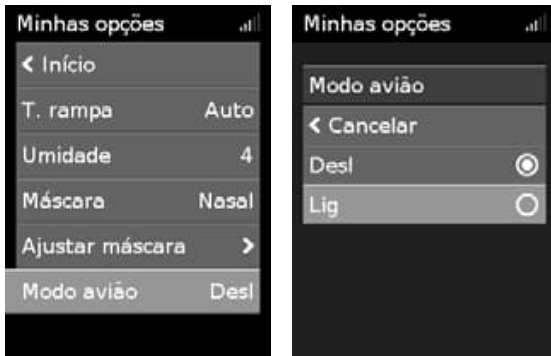 Minhas opções
Início
T. rampa Auto
Umidade 4
Máscara Nasal
Ajustar máscara
Modo avião Desl
Minhas opções
Modo avião
Cancelar
Desl
Lig